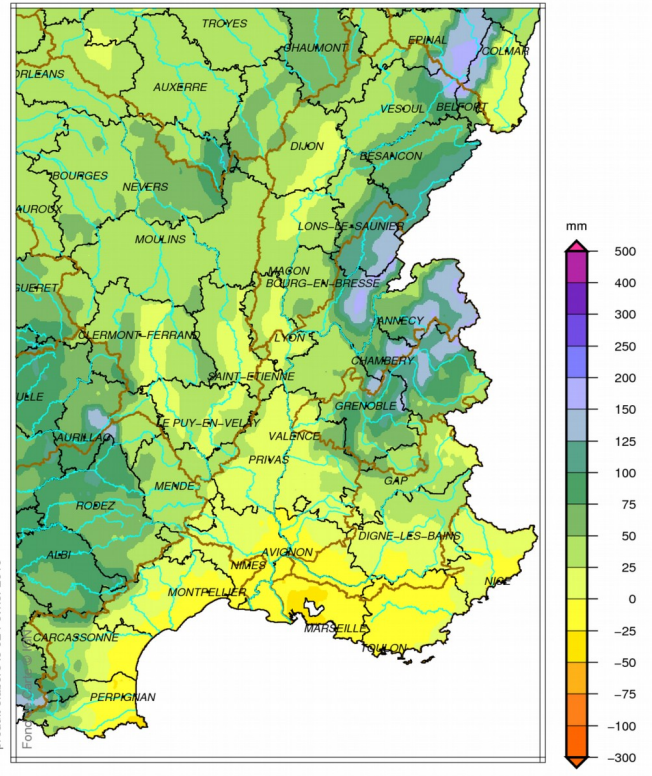 TROYES
CHAUMONT
EPINAL
COLMAR
ORLEANS
AUXERRE
VESOUL
BELFORT
DIJON
BESANCON
BOURGES
NEVERS
AUROUX
LONS-LE-SAUNIER
MOULINS
MACON
BOURG-EN-BRESSE
GUERET
ANNECY
CLERMONT-FERRAND
LYON
CHAMBERY
SAINT-ETIENNE
ULLE
GRENOBLE
LE PUY-EN-VELAY
AURILLAC
VALENCE
PRIVAS
GAP
MENDE
RODEZ
DIGNE-LES-BAINS
ALBI
AVIGNON
NIMES
NICE
MONTPELLIER
MARSEILLE
CARCASSONNE
TOULON
PERPIGNAN
mm
500
400
300
250
200
150
125
100
75
50
25
0
-25
-50
-75
-100
-300